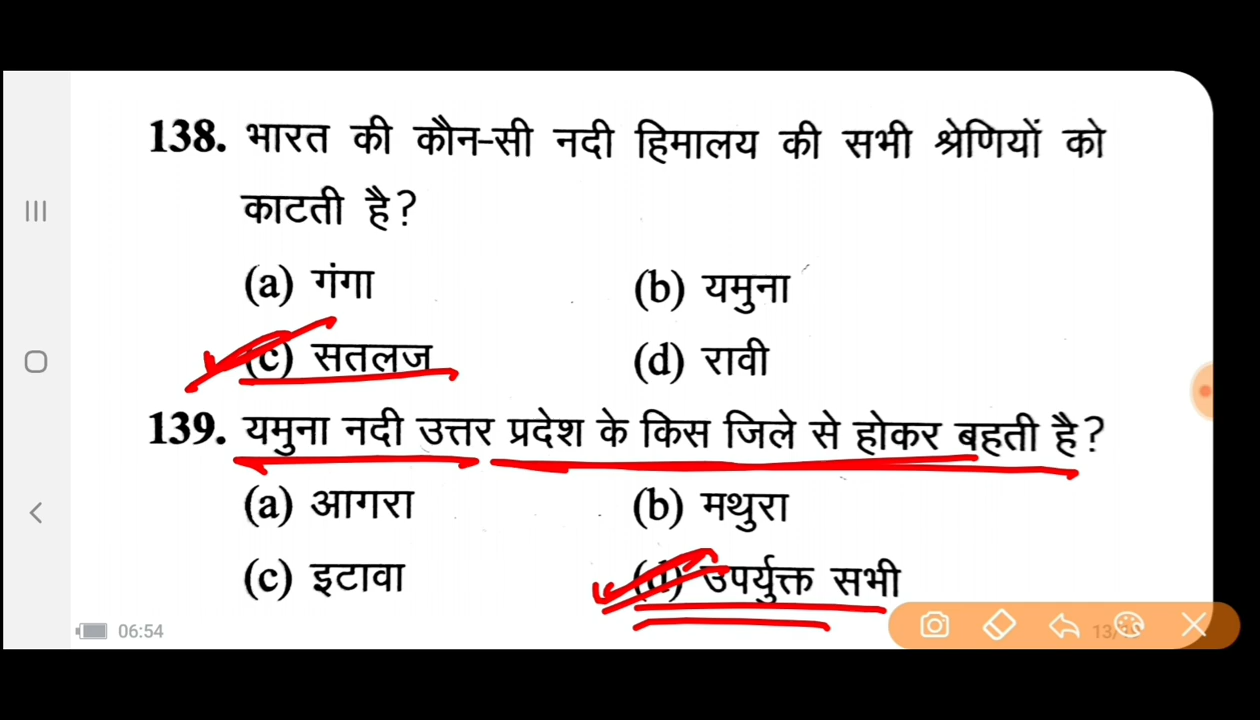 138. भारत की कौन-सी नदी हिमालय की सभी श्रेणियों को
काटती है?
(a) गंगा (b) यमुना
(c) सतलज (d) रावी
139. यमुना नदी उत्तर प्रदेश के किस जिले से होकर बहती है?
(a) आगरा (b) मथुरा
(c) इटावा (d) उपर्युक्त सभी
06:54